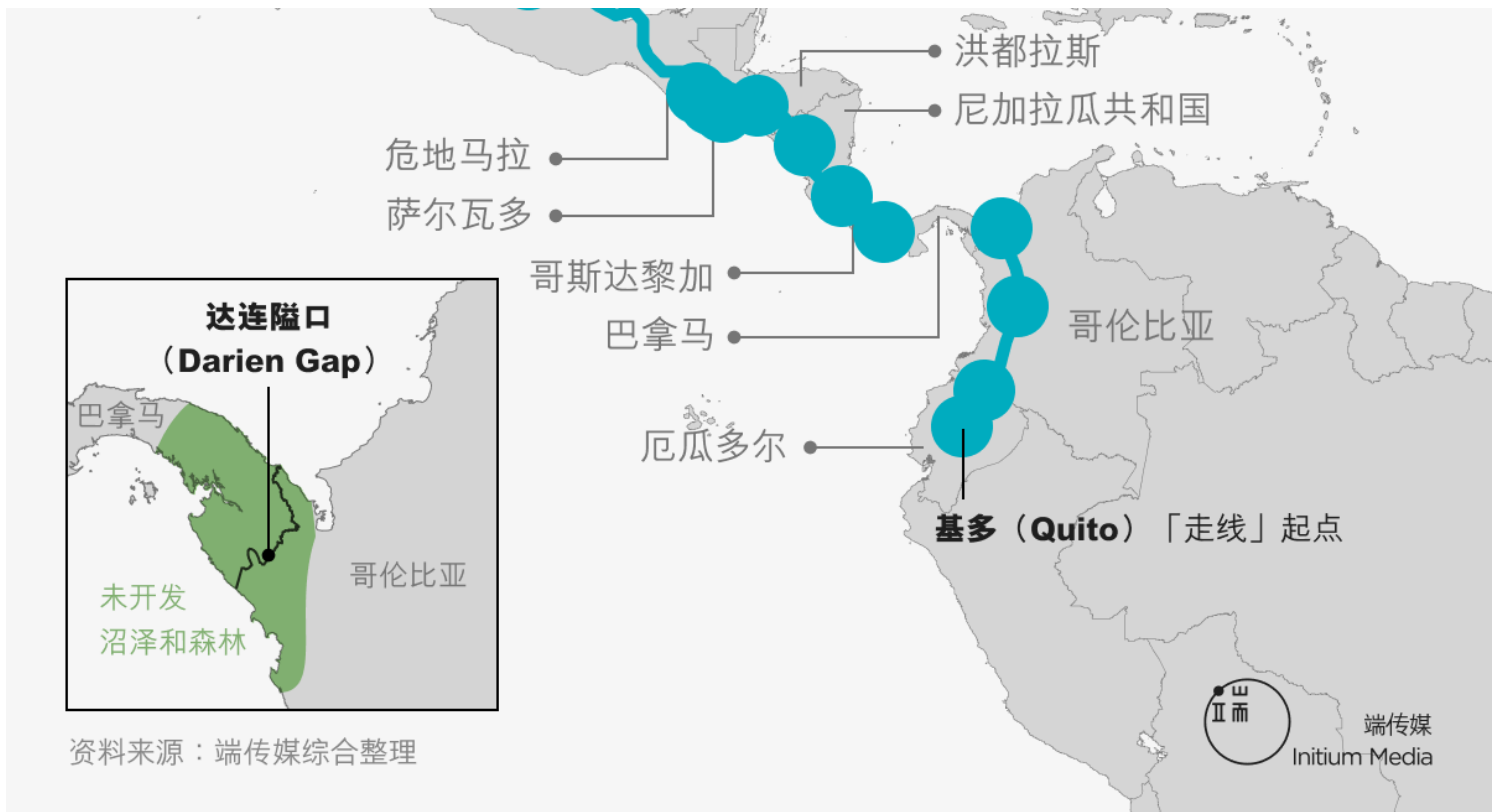 洪都拉斯
尼加拉瓜共和国
危地马拉
萨尔瓦多
哥斯达黎加
巴拿马
哥伦比亚
厄瓜多尔
基多（Quito）「走线」起点
达连隘口
（Darien Gap）
巴拿马
哥伦比亚
未开发
沼泽和森林
资料来源：端传媒综合整理
端
端传媒
Initium Media